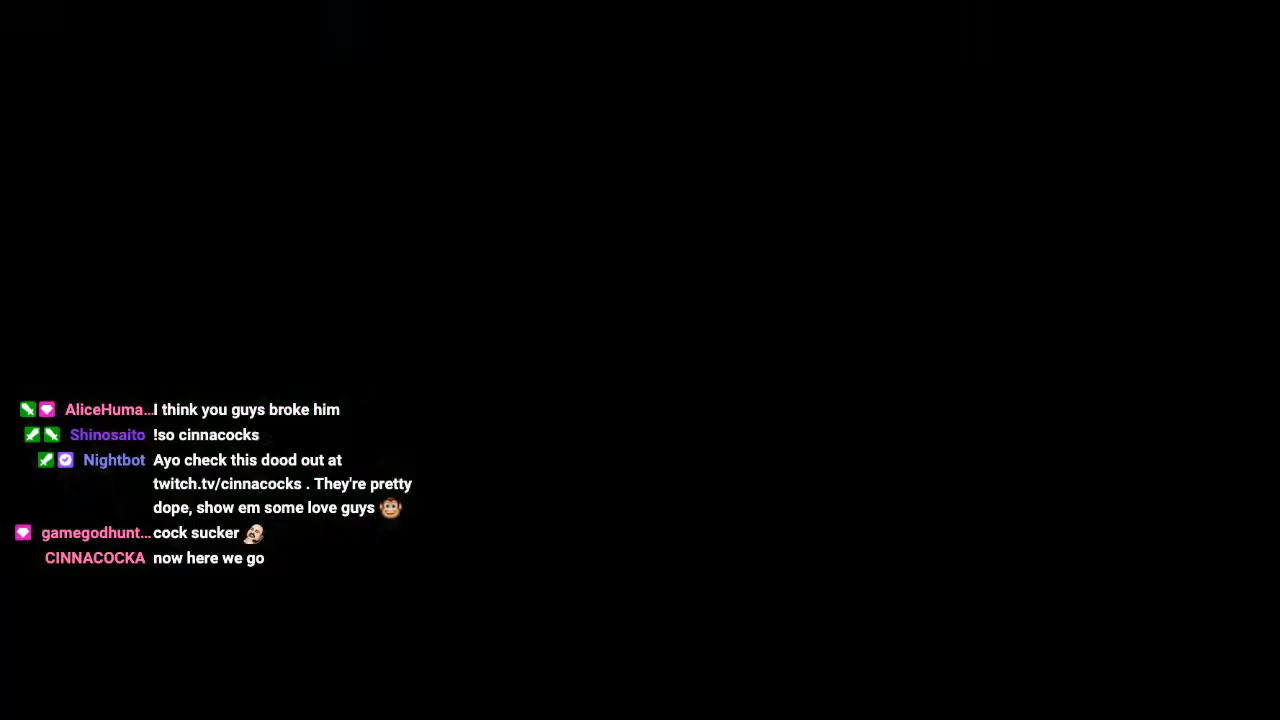 AliceHuma... I think you guys broke him
Shinosaito !so cinnacocks
Nightbot Ayo check this dood out at
twitch.tv/cinnacocks . They're pretty
dope, show em some love guys
gamegodhunt... cock sucker
CINNACOCKA now here we go